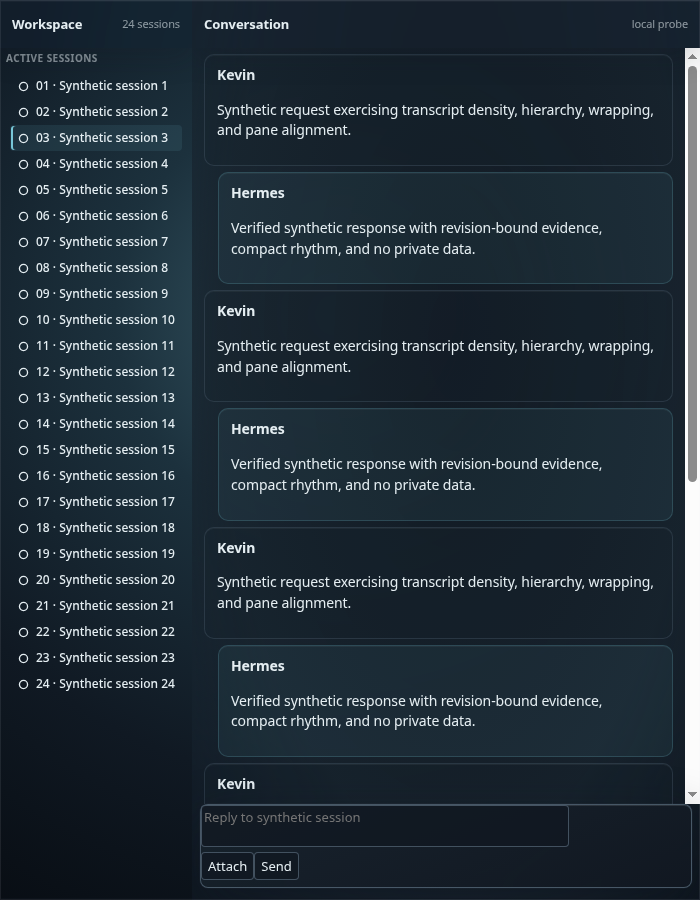 Workspace
24 sessions
ACTIVE SESSIONS
01 · Synthetic session 1
02 · Synthetic session 2
03 · Synthetic session 3
04 · Synthetic session 4
05 · Synthetic session 5
06 · Synthetic session 6
07 · Synthetic session 7
08 · Synthetic session 8
09 · Synthetic session 9
10 · Synthetic session 10
11 · Synthetic session 11
12 · Synthetic session 12
13 · Synthetic session 13
14 · Synthetic session 14
15 · Synthetic session 15
16 · Synthetic session 16
17 · Synthetic session 17
18 · Synthetic session 18
19 · Synthetic session 19
20 · Synthetic session 20
21 · Synthetic session 21
22 · Synthetic session 22
23 · Synthetic session 23
24 · Synthetic session 24
Conversation
local probe
Kevin
Synthetic request exercising transcript density, hierarchy, wrapping,
and pane alignment.
Hermes
Verified synthetic response with revision-bound evidence,
compact rhythm, and no private data.
Kevin
Synthetic request exercising transcript density, hierarchy, wrapping,
and pane alignment.
Hermes
Verified synthetic response with revision-bound evidence,
compact rhythm, and no private data.
Kevin
Synthetic request exercising transcript density, hierarchy, wrapping,
and pane alignment.
Hermes
Verified synthetic response with revision-bound evidence,
compact rhythm, and no private data.
Kevin
Reply to synthetic session
Attach
Send